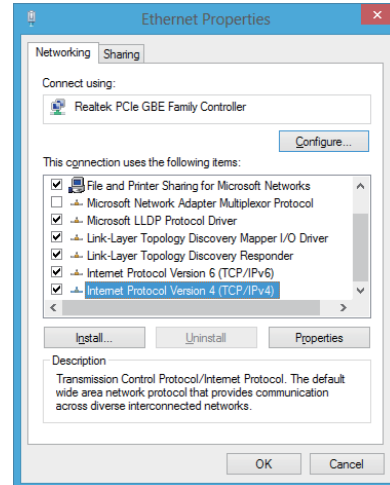 Ethernet Properties
Networking Sharing
Connect using:
Realtek PCIe GBE Family Controller
Configure...
This connection uses the following items:
File and Printer Sharing for Microsoft Networks
Microsoft Network Adapter Multiplexor Protocol
Microsoft LLDP Protocol Driver
Link-Layer Topology Discovery Mapper I/O Driver
Link-Layer Topology Discovery Responder
Internet Protocol Version 6 (TCP/IPv6)
Internet Protocol Version 4 (TCP/IPv4)
Install... Uninstall Properties
Description
Transmission Control Protocol/Internet Protocol. The default
wide area network protocol that provides communication
across diverse interconnected networks.
OK Cancel